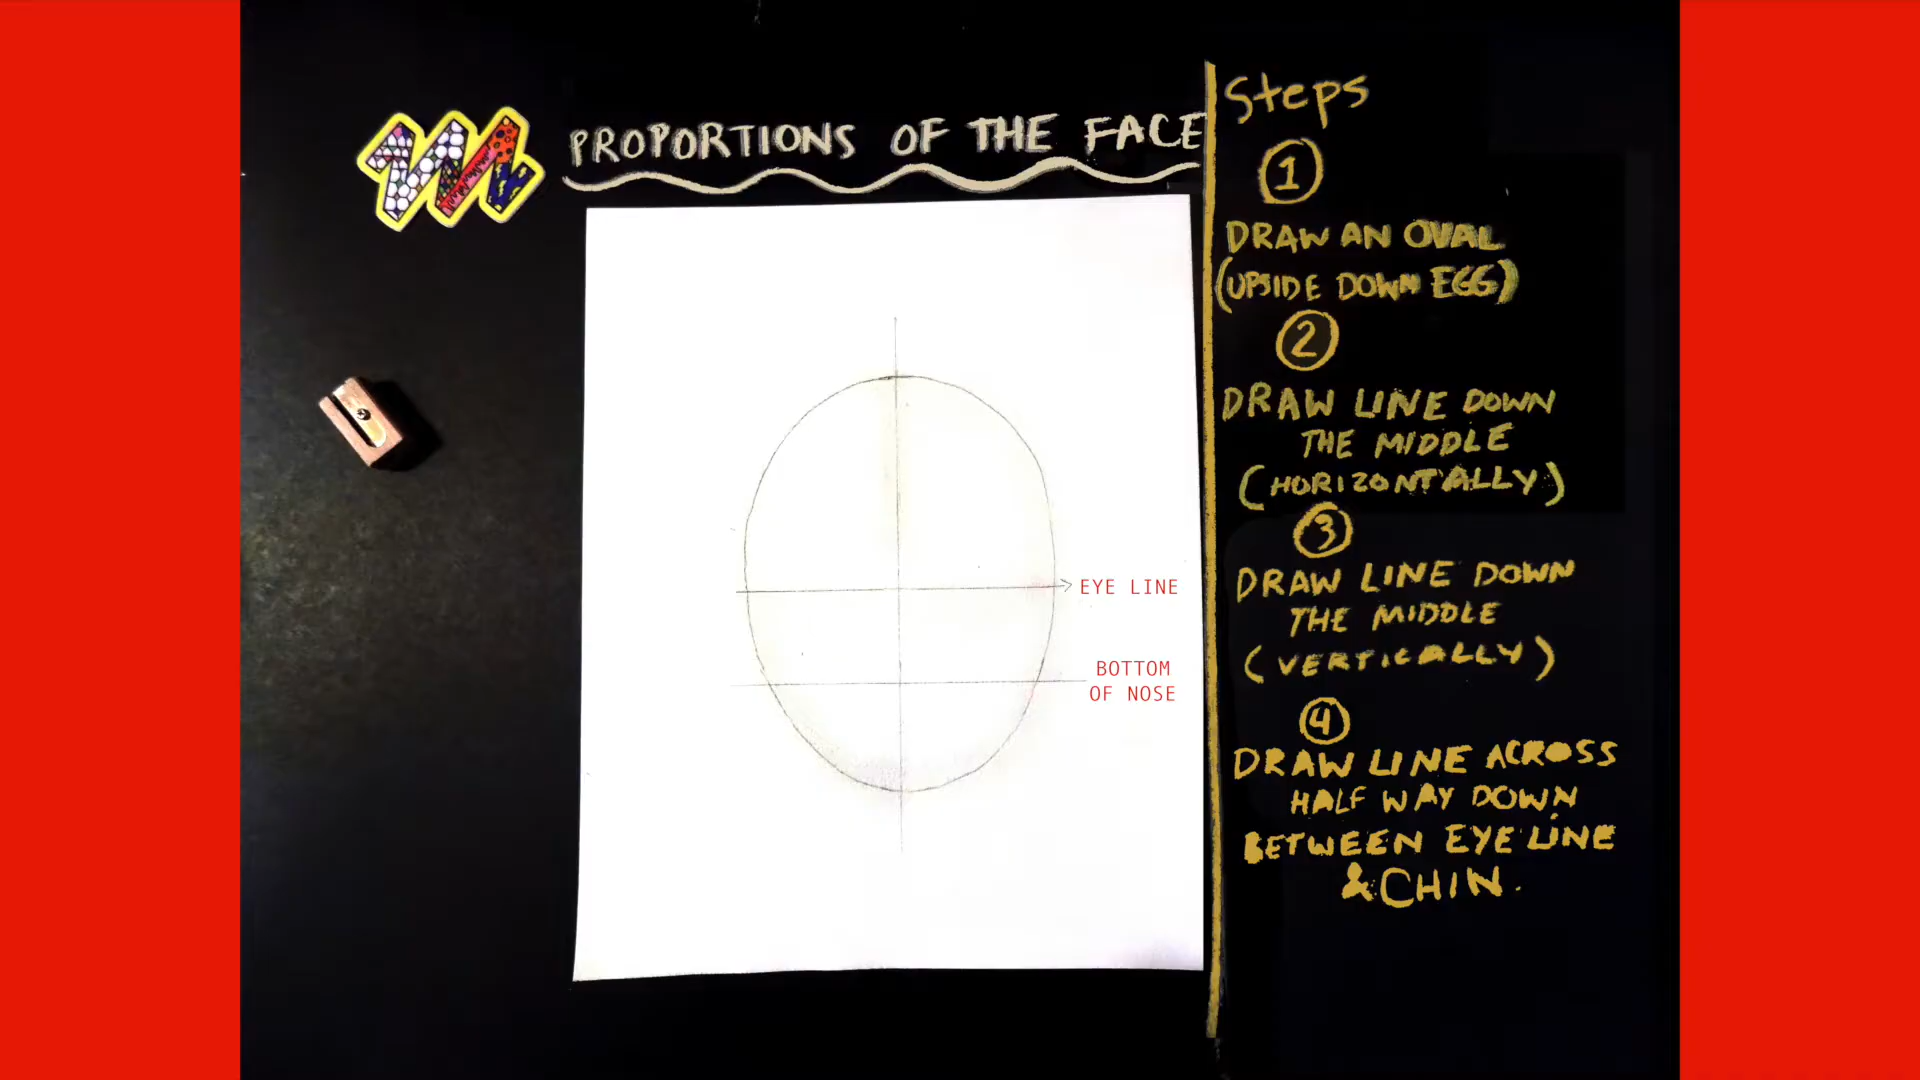 PROPORTIONS OF THE FACE
EYE LINE
BOTTOM
OF NOSE
Steps
1
DRAW AN OVAL
(UPSIDE DOWN EGG)
2
DRAW LINE DOWN
THE MIDDLE
(HORIZONTALLY)
3
DRAW LINE DOWN
THE MIDDLE
(VERTICALLY)
4
DRAW LINE ACROSS
HALF WAY DOWN
BETWEEN EYE LINE
& CHIN.